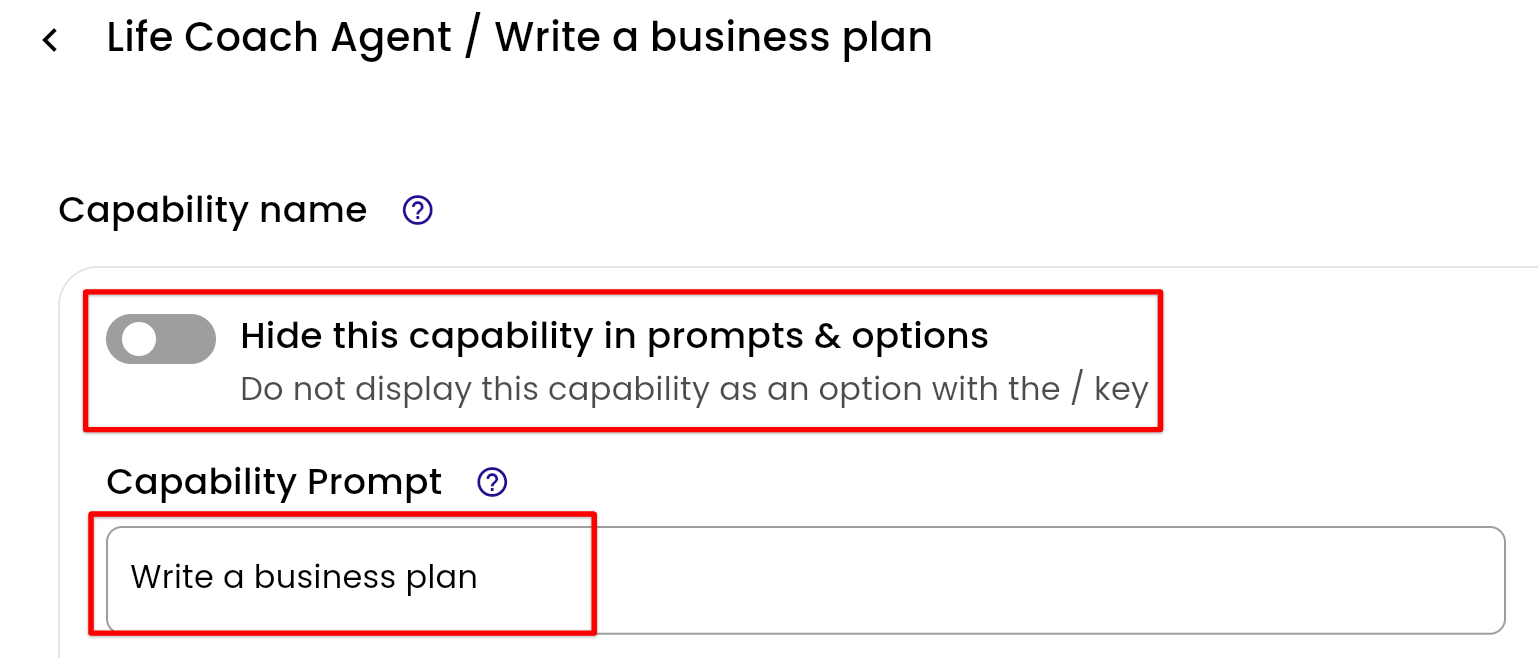 Life Coach Agent / Write a business plan
Capability name
Hide this capability in prompts & options
Do not display this capability as an option with the / key
Capability Prompt
Write a business plan